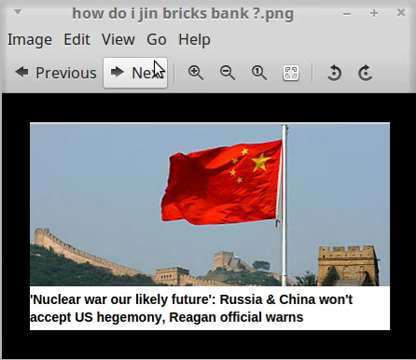 how do i jin bricks bank ?.png
Image Edit View Go Help
Previous Next
'Nuclear war our likely future': Russia & China won't
accept US hegemony, Reagan official warns